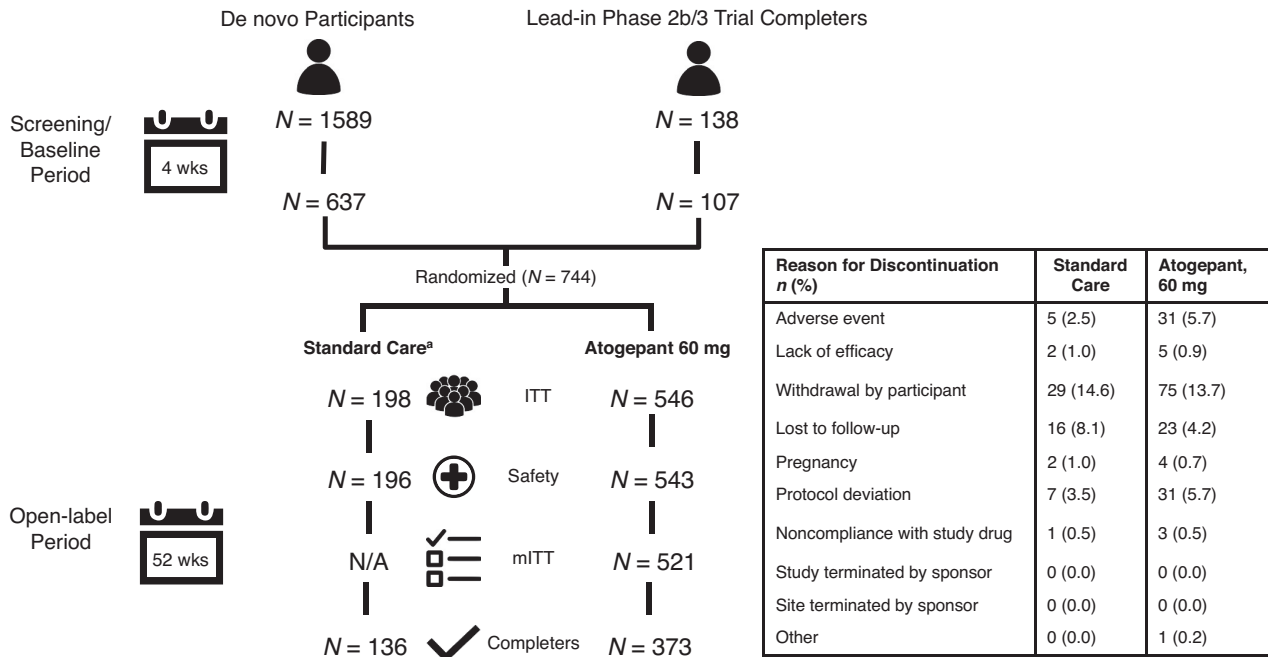 De novo Participants
Lead-in Phase 2b/3 Trial Completers
Screening/
Baseline
Period
4 wks
N = 1589
N = 138
N = 637
N = 107
Randomized (N = 744)
Standard Careᵃ
Atogepant 60 mg
N = 198
ITT
N = 546
N = 196
Safety
N = 543
Open-label
Period
52 wks
N/A
mITT
N = 521
N = 136
Completers
N = 373
Reason for Discontinuation
n (%)
Standard
Care
Atogepant,
60 mg
Adverse event 5 (2.5) 31 (5.7)
Lack of efficacy 2 (1.0) 5 (0.9)
Withdrawal by participant 29 (14.6) 75 (13.7)
Lost to follow-up 16 (8.1) 23 (4.2)
Pregnancy 2 (1.0) 4 (0.7)
Protocol deviation 7 (3.5) 31 (5.7)
Noncompliance with study drug 1 (0.5) 3 (0.5)
Study terminated by sponsor 0 (0.0) 0 (0.0)
Site terminated by sponsor 0 (0.0) 0 (0.0)
Other 0 (0.0) 1 (0.2)